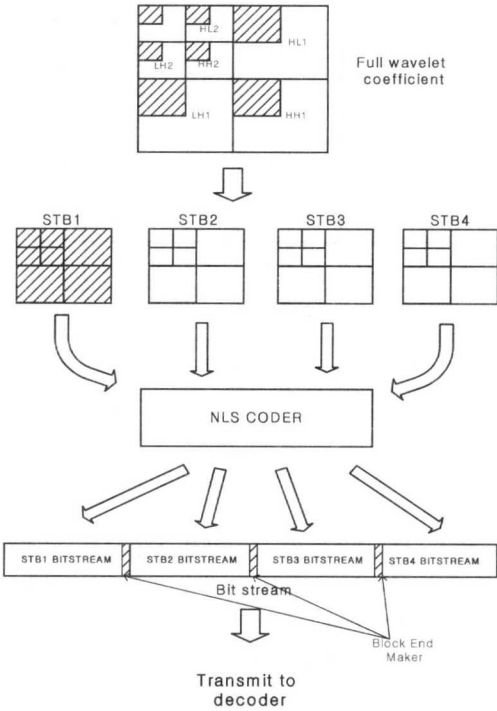 HL2
HL1
LH2
HH2
Full wavelet
coefficient
LH1
HH1
STB1
STB2
STB3
STB4
NLS CODER
STB1 BITSTREAM
STB2 BITSTREAM
STB3 BITSTREAM
STB4 BITSTREAM
Bit stream
Block End
Maker
Transmit to
decoder